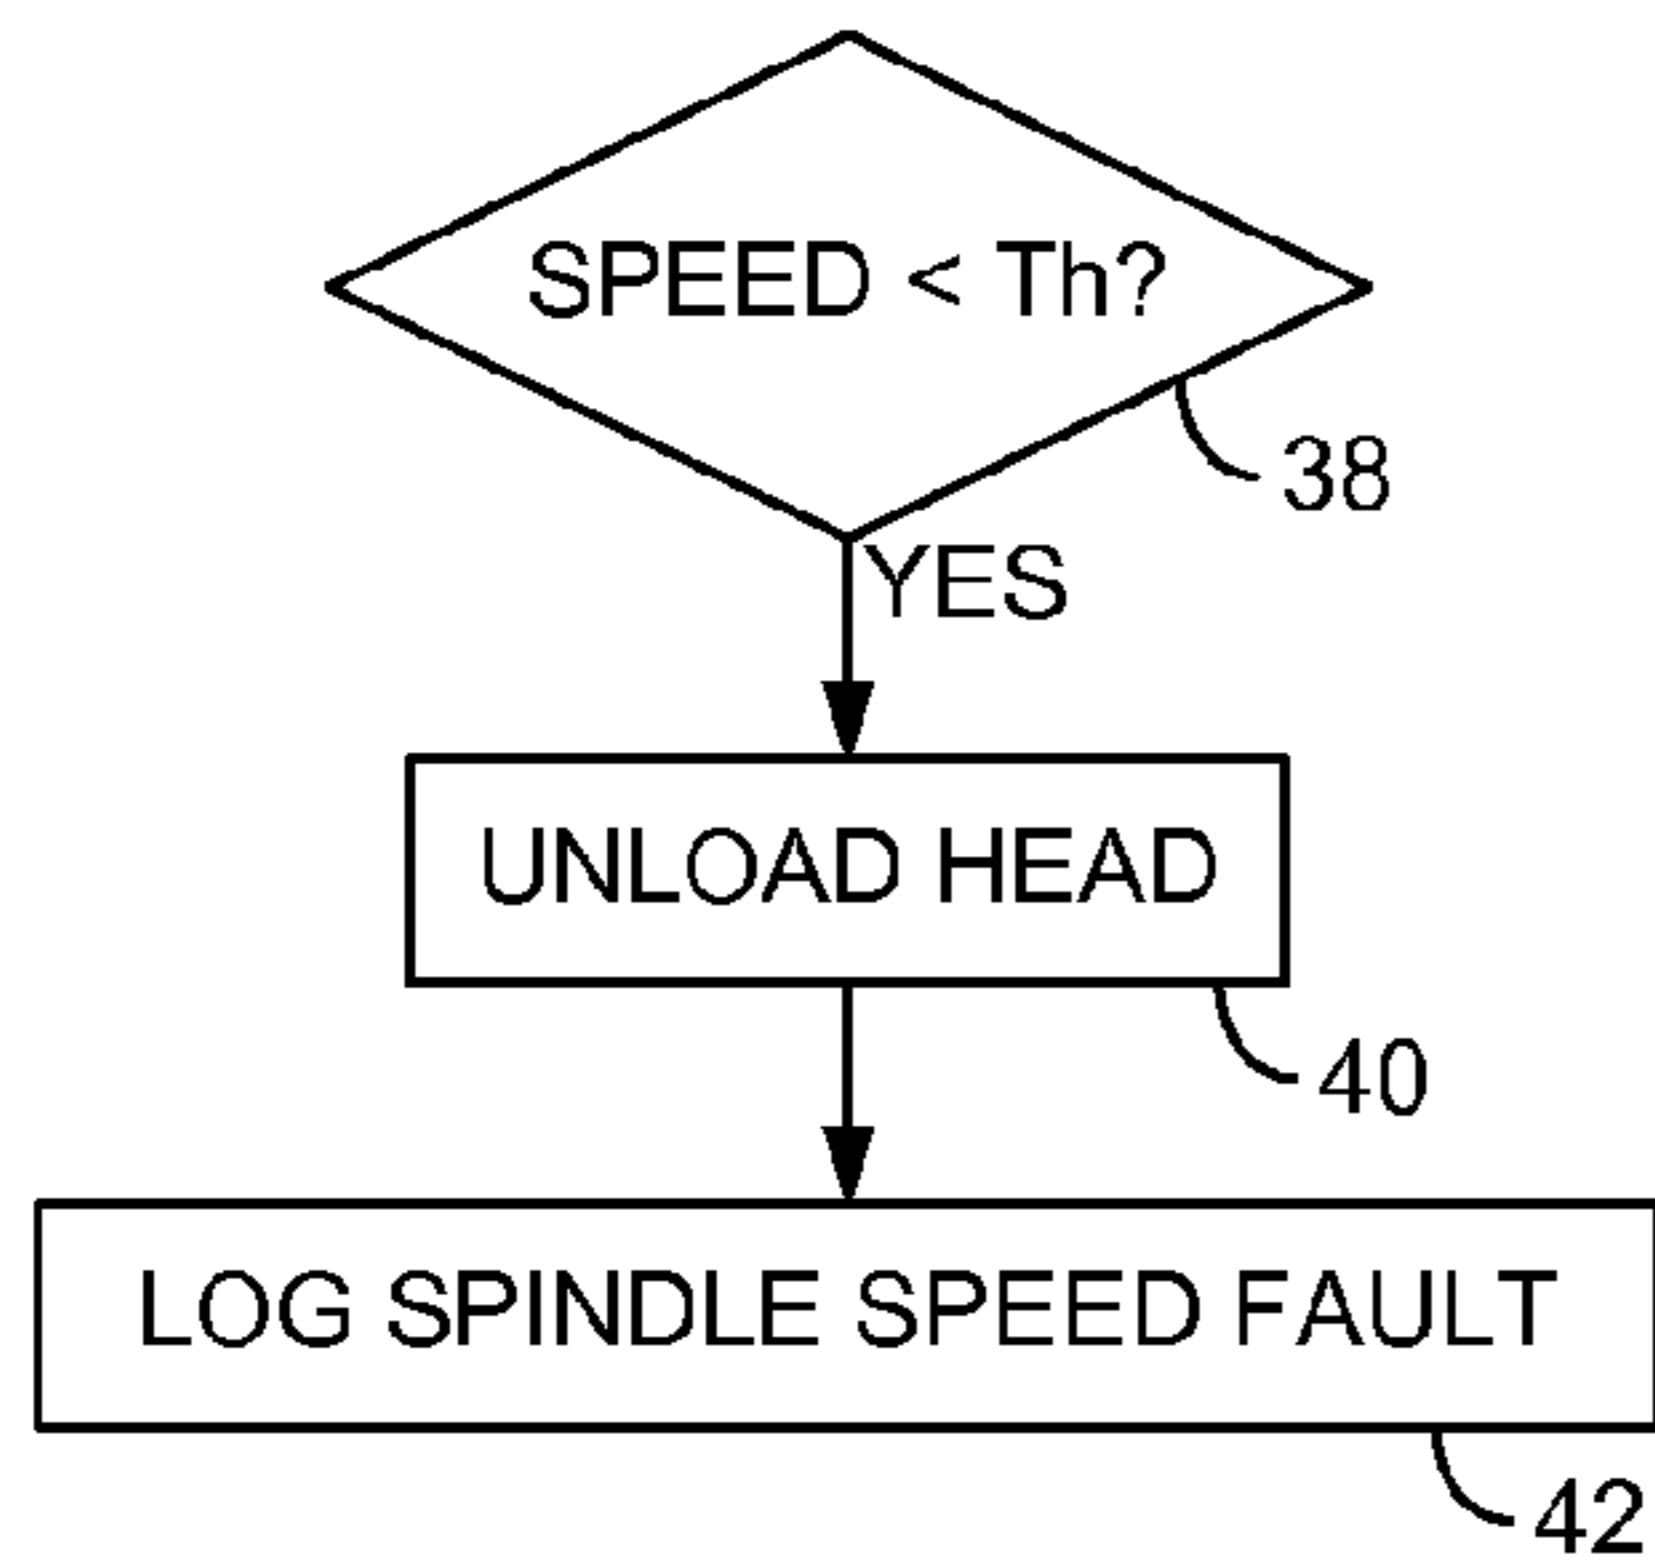 SPEED < Th?
38
YES
UNLOAD HEAD
40
LOG SPINDLE SPEED FAULT
42